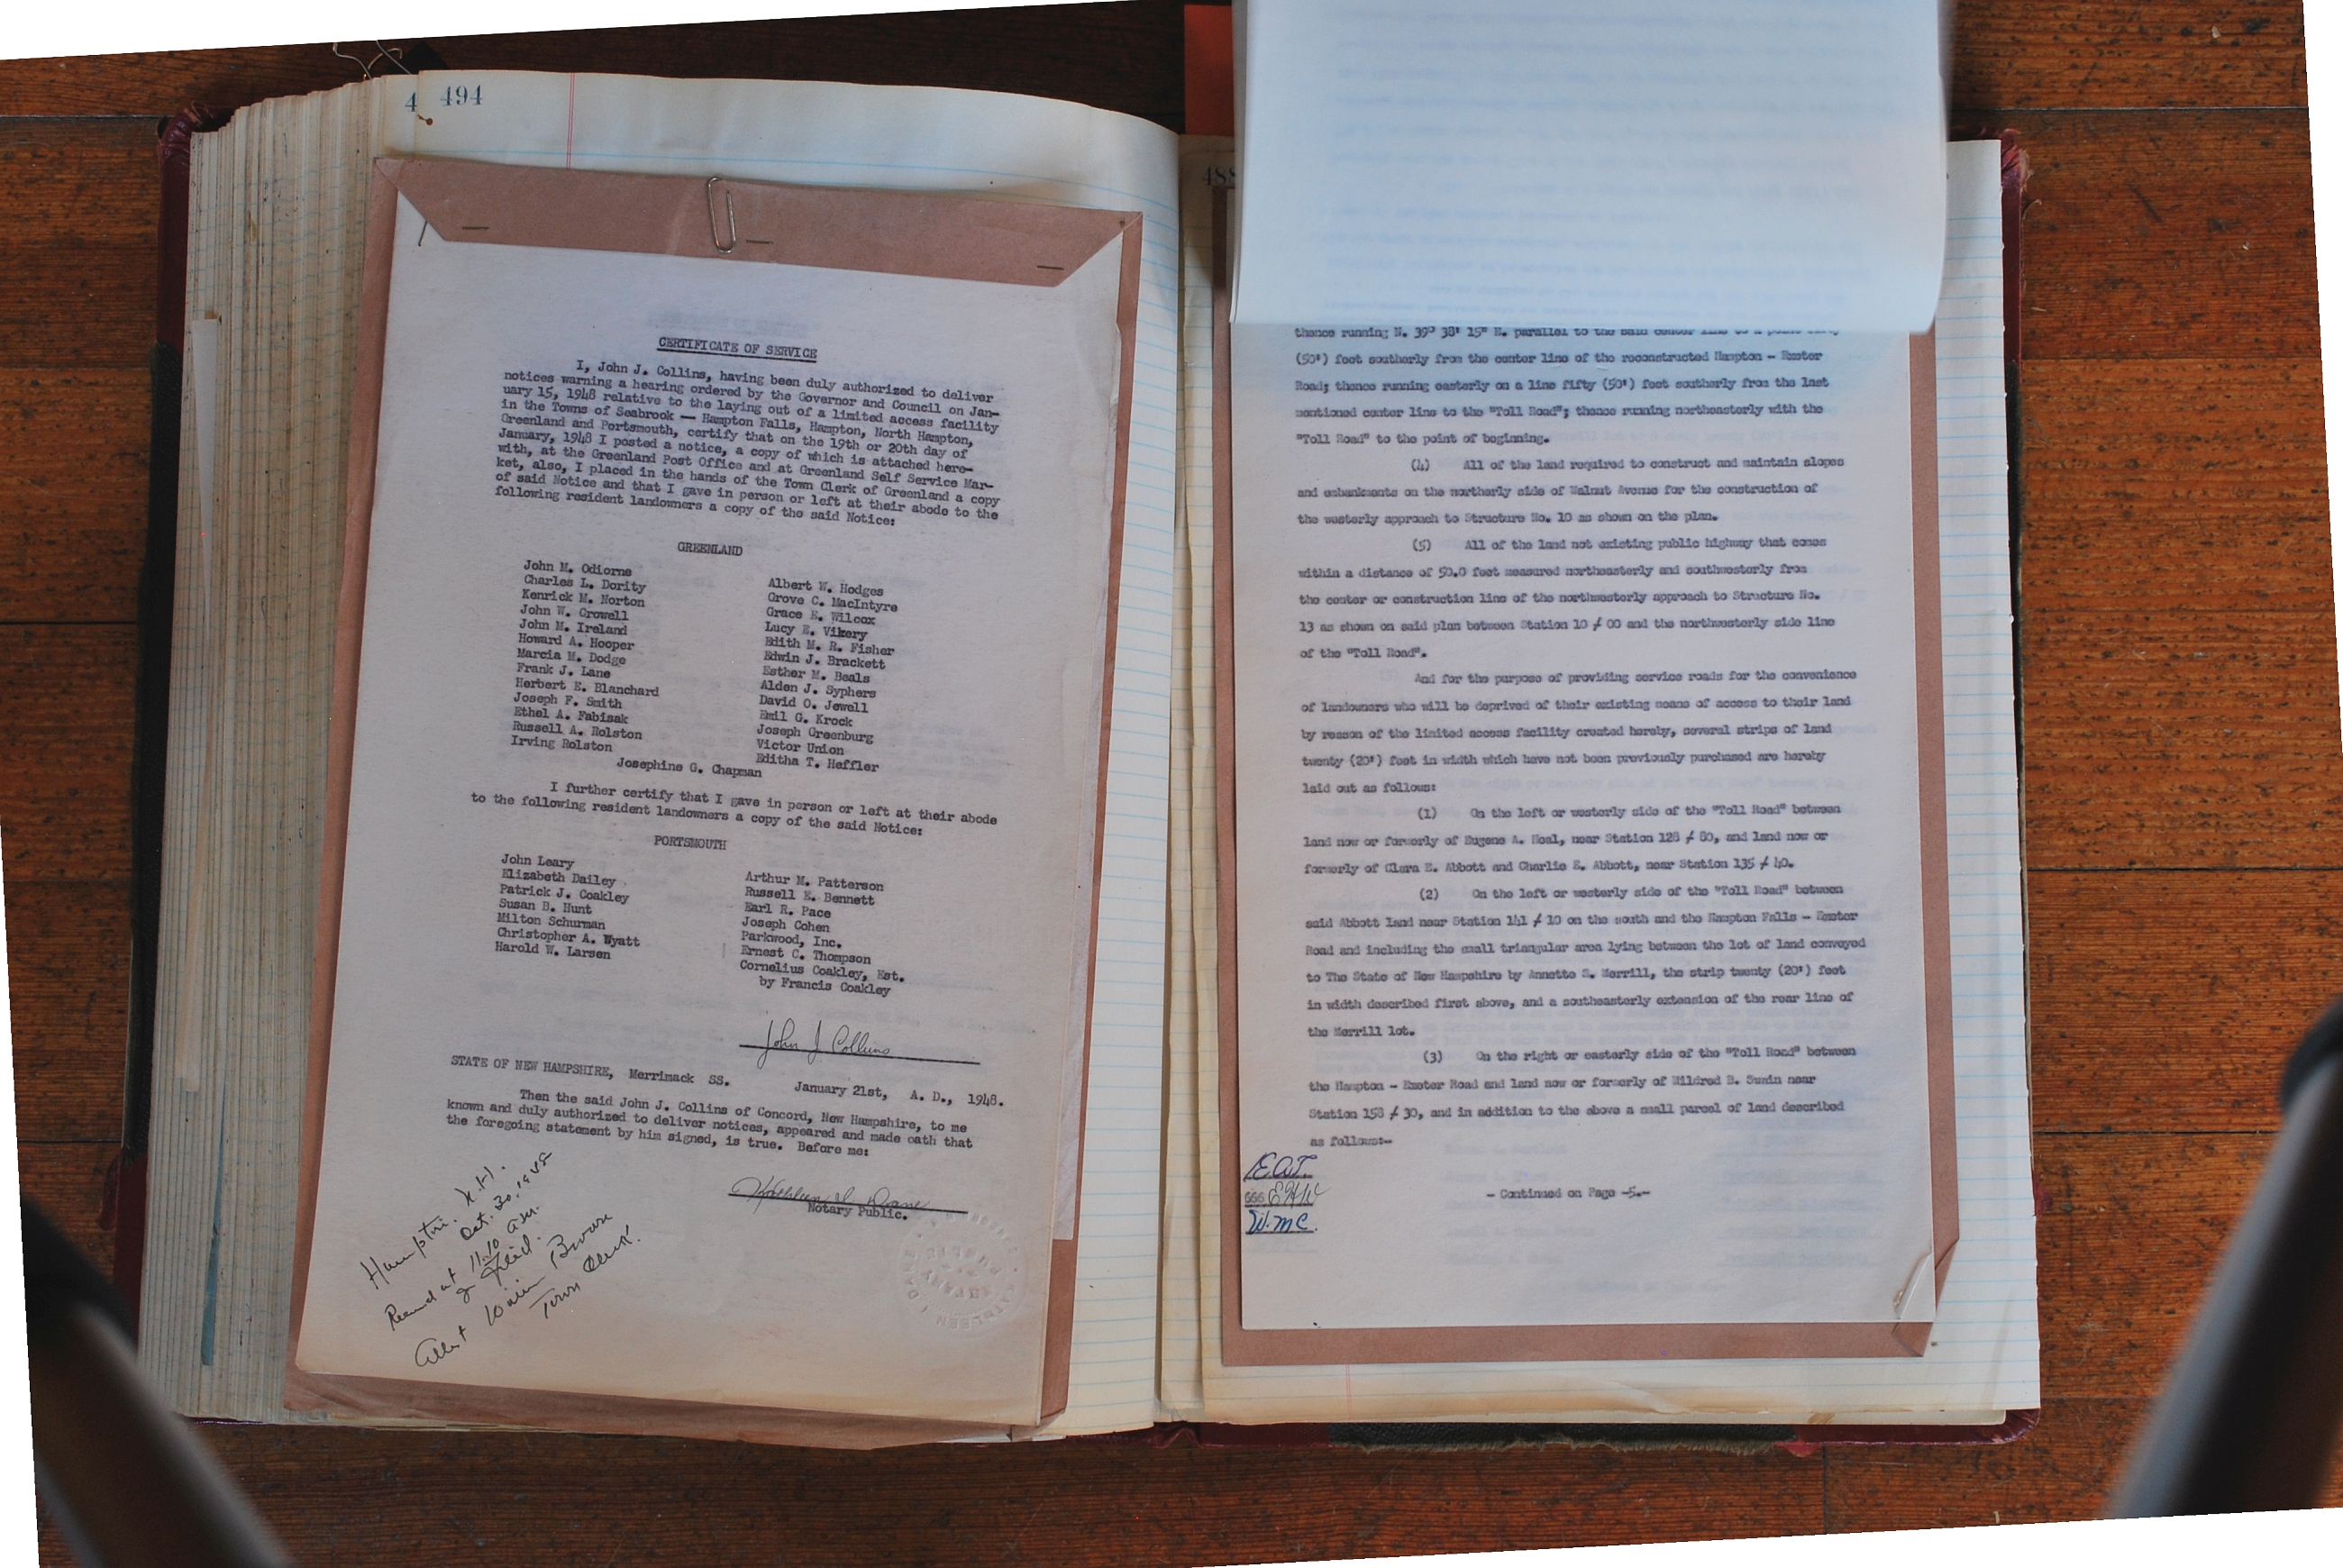 4 494
CERTIFICATE OF SERVICE
I, John J. Collins, having been duly authorized to deliver
notices warning a hearing ordered by the Governor and Council on Jan-
uary 15, 1948 relative to the laying out of a limited access facility
in the Towns of Seabrook — Hampton Falls, Hampton, North Hampton,
Greenland and Portsmouth, certify that on the 19th or 20th day of
January, 1948 I posted a notice, a copy of which is attached here-
with, at the Greenland Post Office and at Greenland Self Service Mar-
ket, also, I placed in the hands of the Town Clerk of Greenland a copy
of said Notice and that I gave in person or left at their abode to the
following resident landowners a copy of the said Notice:
GREENLAND
John M. Odiorne
Charles L. Dority
Kenrick M. Norton
John W. Crowell
John M. Ireland
Howard A. Hooper
Marcia M. Dodge
Frank J. Lane
Herbert E. Blanchard
Joseph F. Smith
Ethel A. Fabisak
Russell A. Rolston
Irving Rolston
Albert W. Hodges
Grove C. MacIntyre
Grace E. Wilcox
Lucy E. Vikery
Edith M. R. Fisher
Edwin J. Brackett
Esther M. Beals
Alden J. Syphers
David O. Jewell
Emil G. Krock
Joseph Greenburg
Victor Union
Editha T. Heffler
Josephine G. Chapman
I further certify that I gave in person or left at their abode
to the following resident landowners a copy of the said Notice:
PORTSMOUTH
John Leary
Elizabeth Dailey
Patrick J. Coakley
Susan B. Hunt
Milton Schurman
Christopher A. Wyatt
Harold W. Larsen
Arthur M. Patterson
Russell E. Bennett
Earl R. Pace
Joseph Cohen
Parkwood, Inc.
Ernest C. Thompson
Cornelius Coakley, Est.
by Francis Coakley
John J Collins
STATE OF NEW HAMPSHIRE, Merrimack SS. January 21st, A. D., 1948.
Then the said John J. Collins of Concord, New Hampshire, to me
known and duly authorized to deliver notices, appeared and made oath that
the foregoing statement by him signed, is true. Before me:
Notary Public.
Hampton. N.H.
Oct. 30, 1948
Received at 11:10 a.m.
Town Clerk.
488
thence running N. 39° 38' 15" E. parallel to the said center line to a point fifty
(50') feet southerly from the center line of the reconstructed Hampton - Exeter
Road; thence running easterly on a line fifty (50') feet southerly from the last
mentioned center line to the "Toll Road"; thence running northeasterly with the
"Toll Road" to the point of beginning.
(4) All of the land required to construct and maintain slopes
and embankments on the northerly side of Walnut Avenue for the construction of
the westerly approach to Structure No. 10 as shown on the plan.
(5) All of the land not existing public highway that comes
within a distance of 50.0 feet measured northeasterly and southwesterly from
the center or construction line of the northwesterly approach to Structure No.
13 as shown on said plan between Station 10 ≠ 00 and the northwesterly side line
of the "Toll Road".
And for the purpose of providing service roads for the convenience
of landowners who will be deprived of their existing means of access to their land
by reason of the limited access facility created hereby, several strips of land
twenty (20') feet in width which have not been previously purchased are hereby
laid out as follows:
(1) On the left or westerly side of the "Toll Road" between
land now or formerly of Eugene A. Neal, near Station 128 ≠ 80, and land now or
formerly of Clara E. Abbott and Charlie E. Abbott, near Station 135 ≠ 40.
(2) On the left or westerly side of the "Toll Road" between
said Abbott land near Station 141 ≠ 10 on the south and the Hampton Falls - Exeter
Road and including the small triangular area lying between the lot of land conveyed
to The State of New Hampshire by Annette S. Merrill, the strip twenty (20') feet
in width described first above, and a southeasterly extension of the rear line of
the Merrill lot.
(3) On the right or easterly side of the "Toll Road" between
the Hampton - Exeter Road and land now or formerly of Mildred B. Swain near
Station 158 ≠ 30, and in addition to the above a small parcel of land described
as follows:-
E.A.T.
E H W
W.M.C.
- Continued on Page -5.-